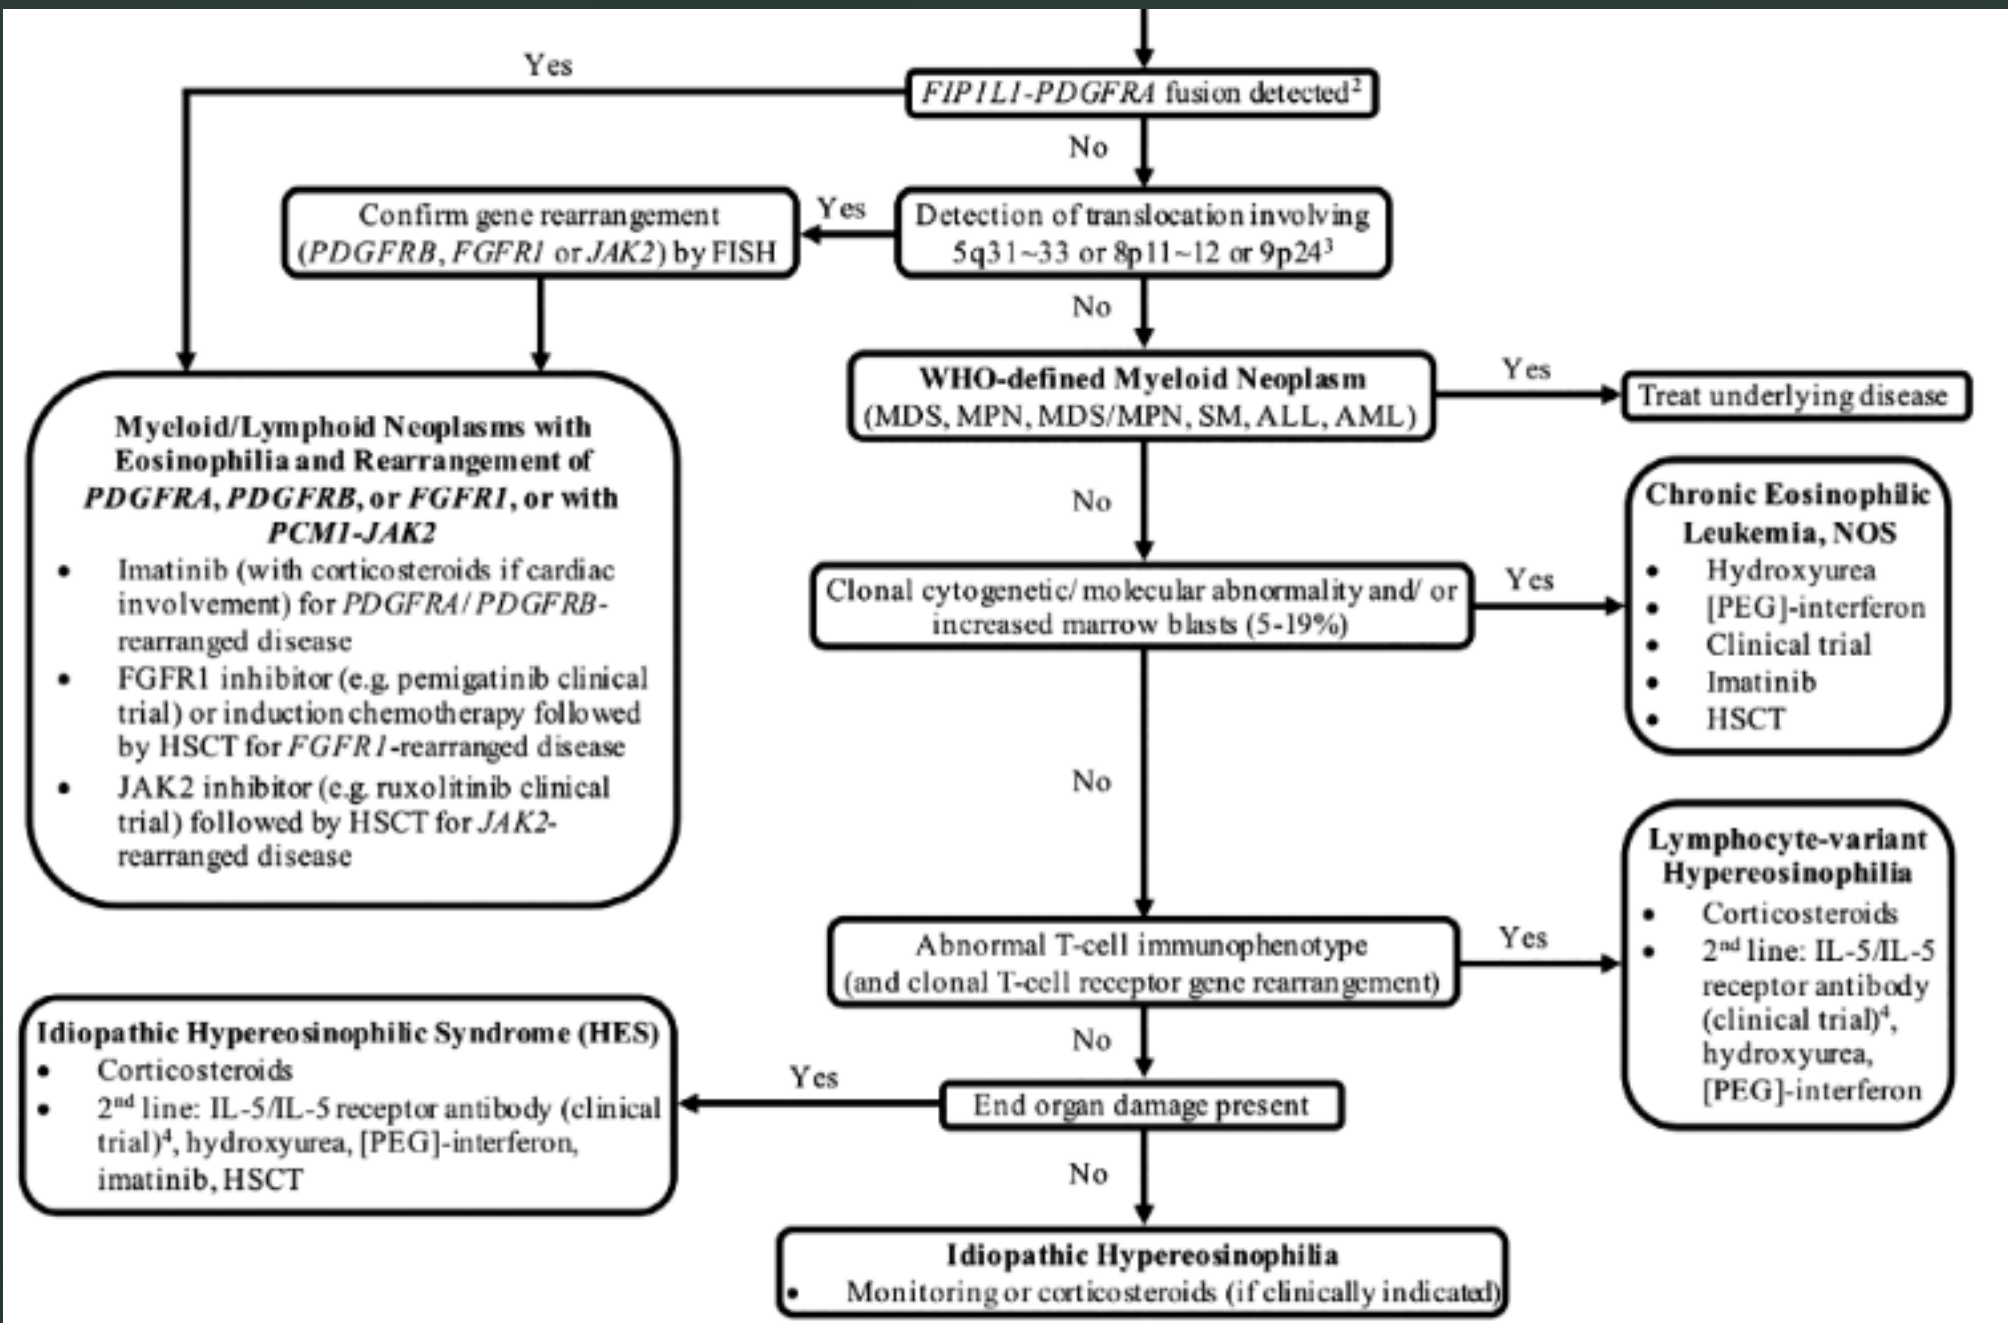 Yes
FIP1L1-PDGFRA fusion detected2
No
Confirm gene rearrangement
(PDGFRB, FGFR1 or JAK2) by FISH
Yes
Detection of translocation involving
5q31~33 or 8p11~12 or 9p243
No
WHO-defined Myeloid Neoplasm
(MDS, MPN, MDS/MPN, SM, ALL, AML)
Yes
Treat underlying disease
Myeloid/Lymphoid Neoplasms with
Eosinophilia and Rearrangement of
PDGFRA, PDGFRB, or FGFR1, or with
PCM1-JAK2
• Imatinib (with corticosteroids if cardiac
involvement) for PDGFRA/PDGFRB-
rearranged disease
• FGFR1 inhibitor (e.g. pemigatinib clinical
trial) or induction chemotherapy followed
by HSCT for FGFR1-rearranged disease
• JAK2 inhibitor (e.g. ruxolitinib clinical
trial) followed by HSCT for JAK2-
rearranged disease
No
Clonal cytogenetic/ molecular abnormality and/ or
increased marrow blasts (5-19%)
Yes
Chronic Eosinophilic
Leukemia, NOS
• Hydroxyurea
• [PEG]-interferon
• Clinical trial
• Imatinib
• HSCT
No
Abnormal T-cell immunophenotype
(and clonal T-cell receptor gene rearrangement)
Yes
Lymphocyte-variant
Hypereosinophilia
• Corticosteroids
• 2nd line: IL-5/IL-5
receptor antibody
(clinical trial)4,
hydroxyurea,
[PEG]-interferon
No
End organ damage present
Yes
Idiopathic Hypereosinophilic Syndrome (HES)
• Corticosteroids
• 2nd line: IL-5/IL-5 receptor antibody (clinical
trial)4, hydroxyurea, [PEG]-interferon,
imatinib, HSCT
No
Idiopathic Hypereosinophilia
• Monitoring or corticosteroids (if clinically indicated)